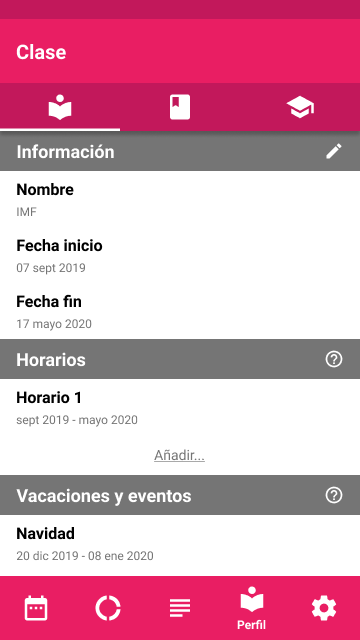 Clase
Información
Nombre
IMF
Fecha inicio
07 sept 2019
Fecha fin
17 mayo 2020
Horarios
Horario 1
sept 2019 - mayo 2020
Añadir...
Vacaciones y eventos
Navidad
20 dic 2019 - 08 ene 2020
Perfil